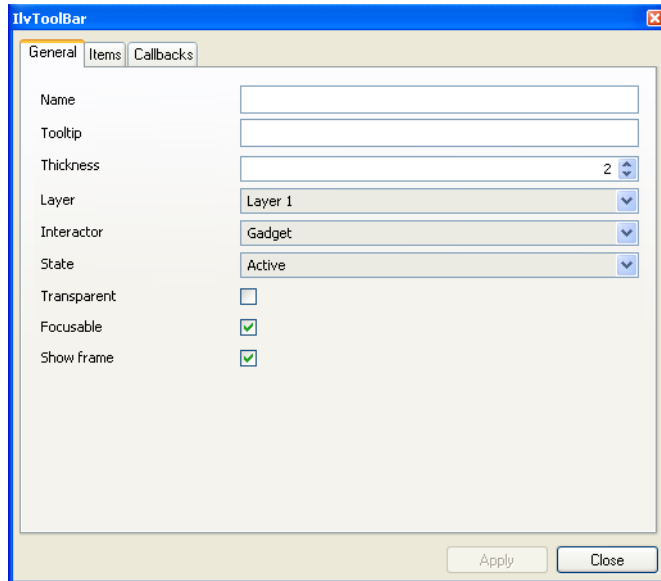 IlvToolBar
General Items Callbacks
Name
Tooltip
Thickness 2
Layer Layer 1
Interactor Gadget
State Active
Transparent
Focusable
Show frame
Apply Close